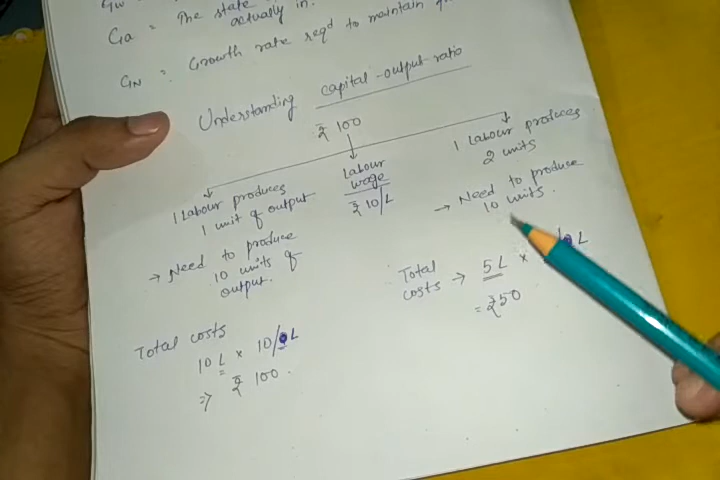 Gw
Ga = The state
actually in.
GN = Growth rate reqd to maintain
Understanding capital-output-ratio
₹ 100
1 Labour produces
1 unit of output
Labour
wage
₹ 10/L
1 Labour produces
2 units
→ Need to produce
10 units of
output.
→ Need to produce
10 units.
Total costs
10 L × 10/L
⇒ ₹ 100.
Total
costs → 5L × L
= ₹50